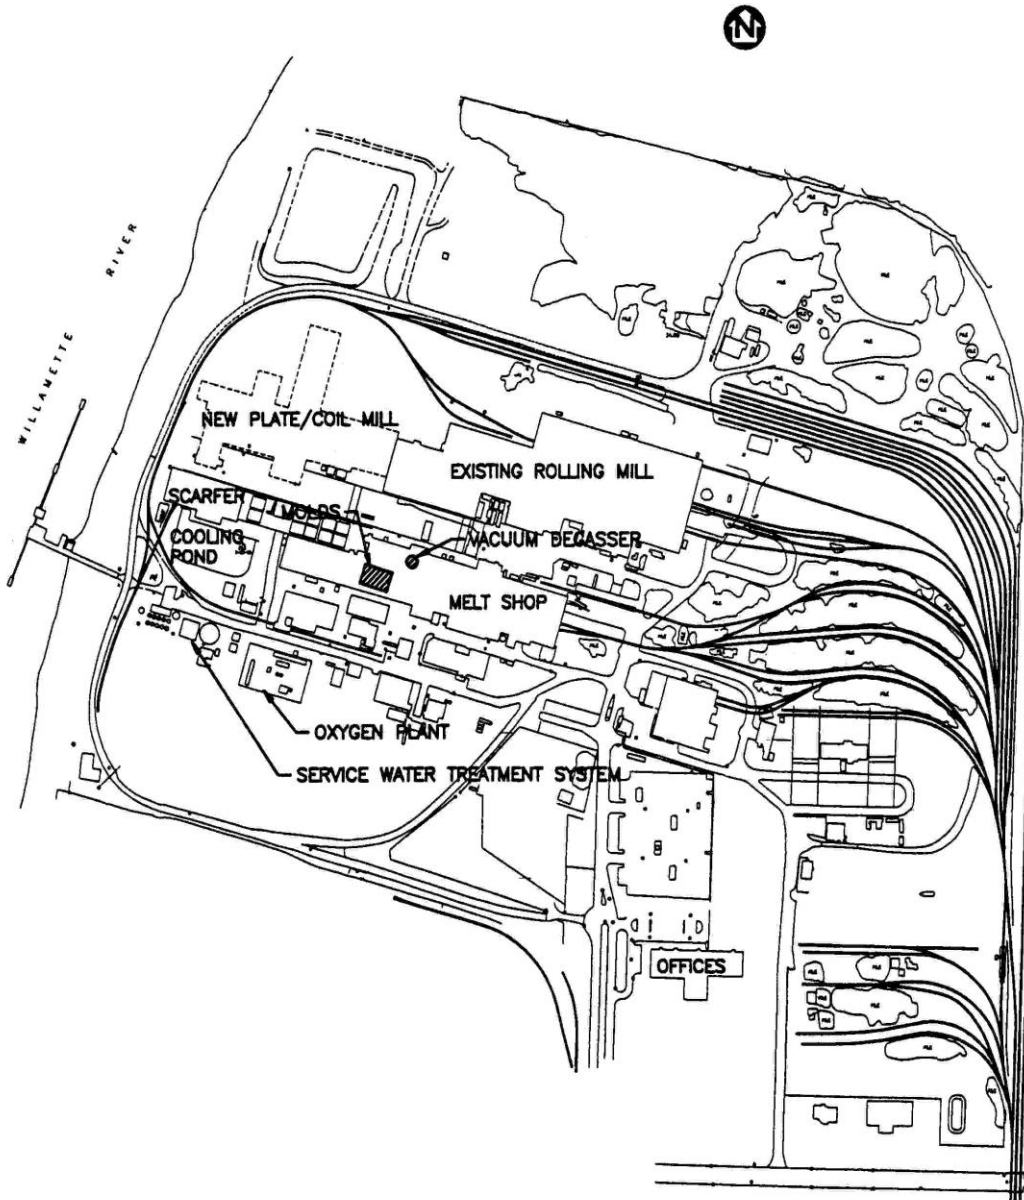 N
WILLAMETTE RIVER
NEW PLATE/COIL MILL
EXISTING ROLLING MILL
SCARFER
MOLDS
COOLING
POND
VACUUM DEGASSER
MELT SHOP
OXYGEN PLANT
SERVICE WATER TREATMENT SYSTEM
OFFICES